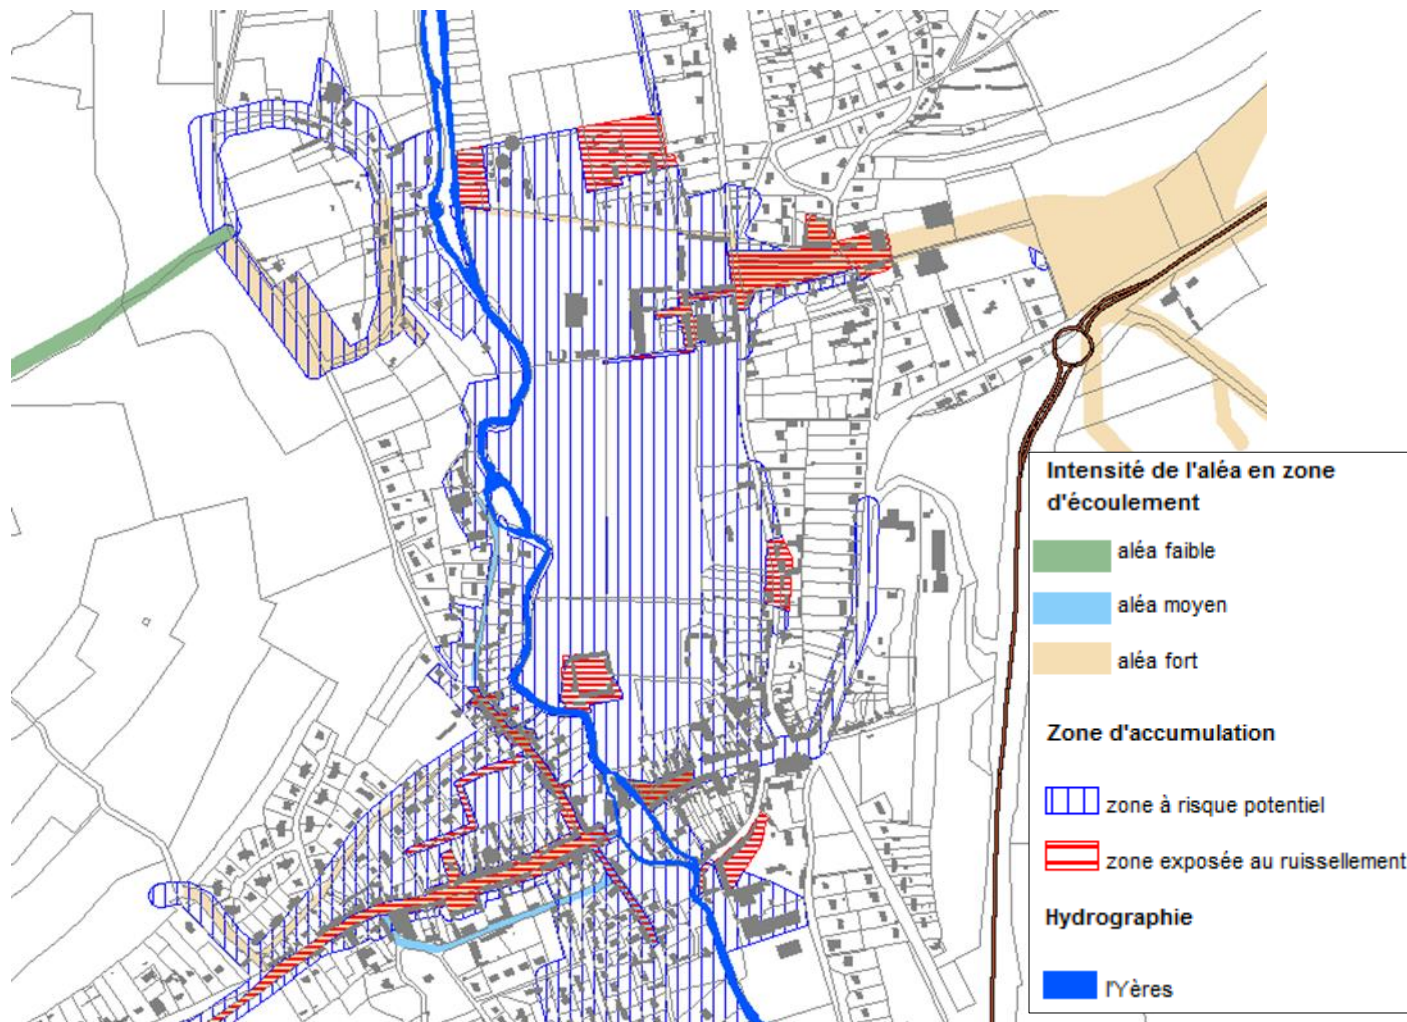 Intensité de l'aléa en zone
d'écoulement
aléa faible
aléa moyen
aléa fort
Zone d'accumulation
zone à risque potentiel
zone exposée au ruissellement
Hydrographie
l'Yères